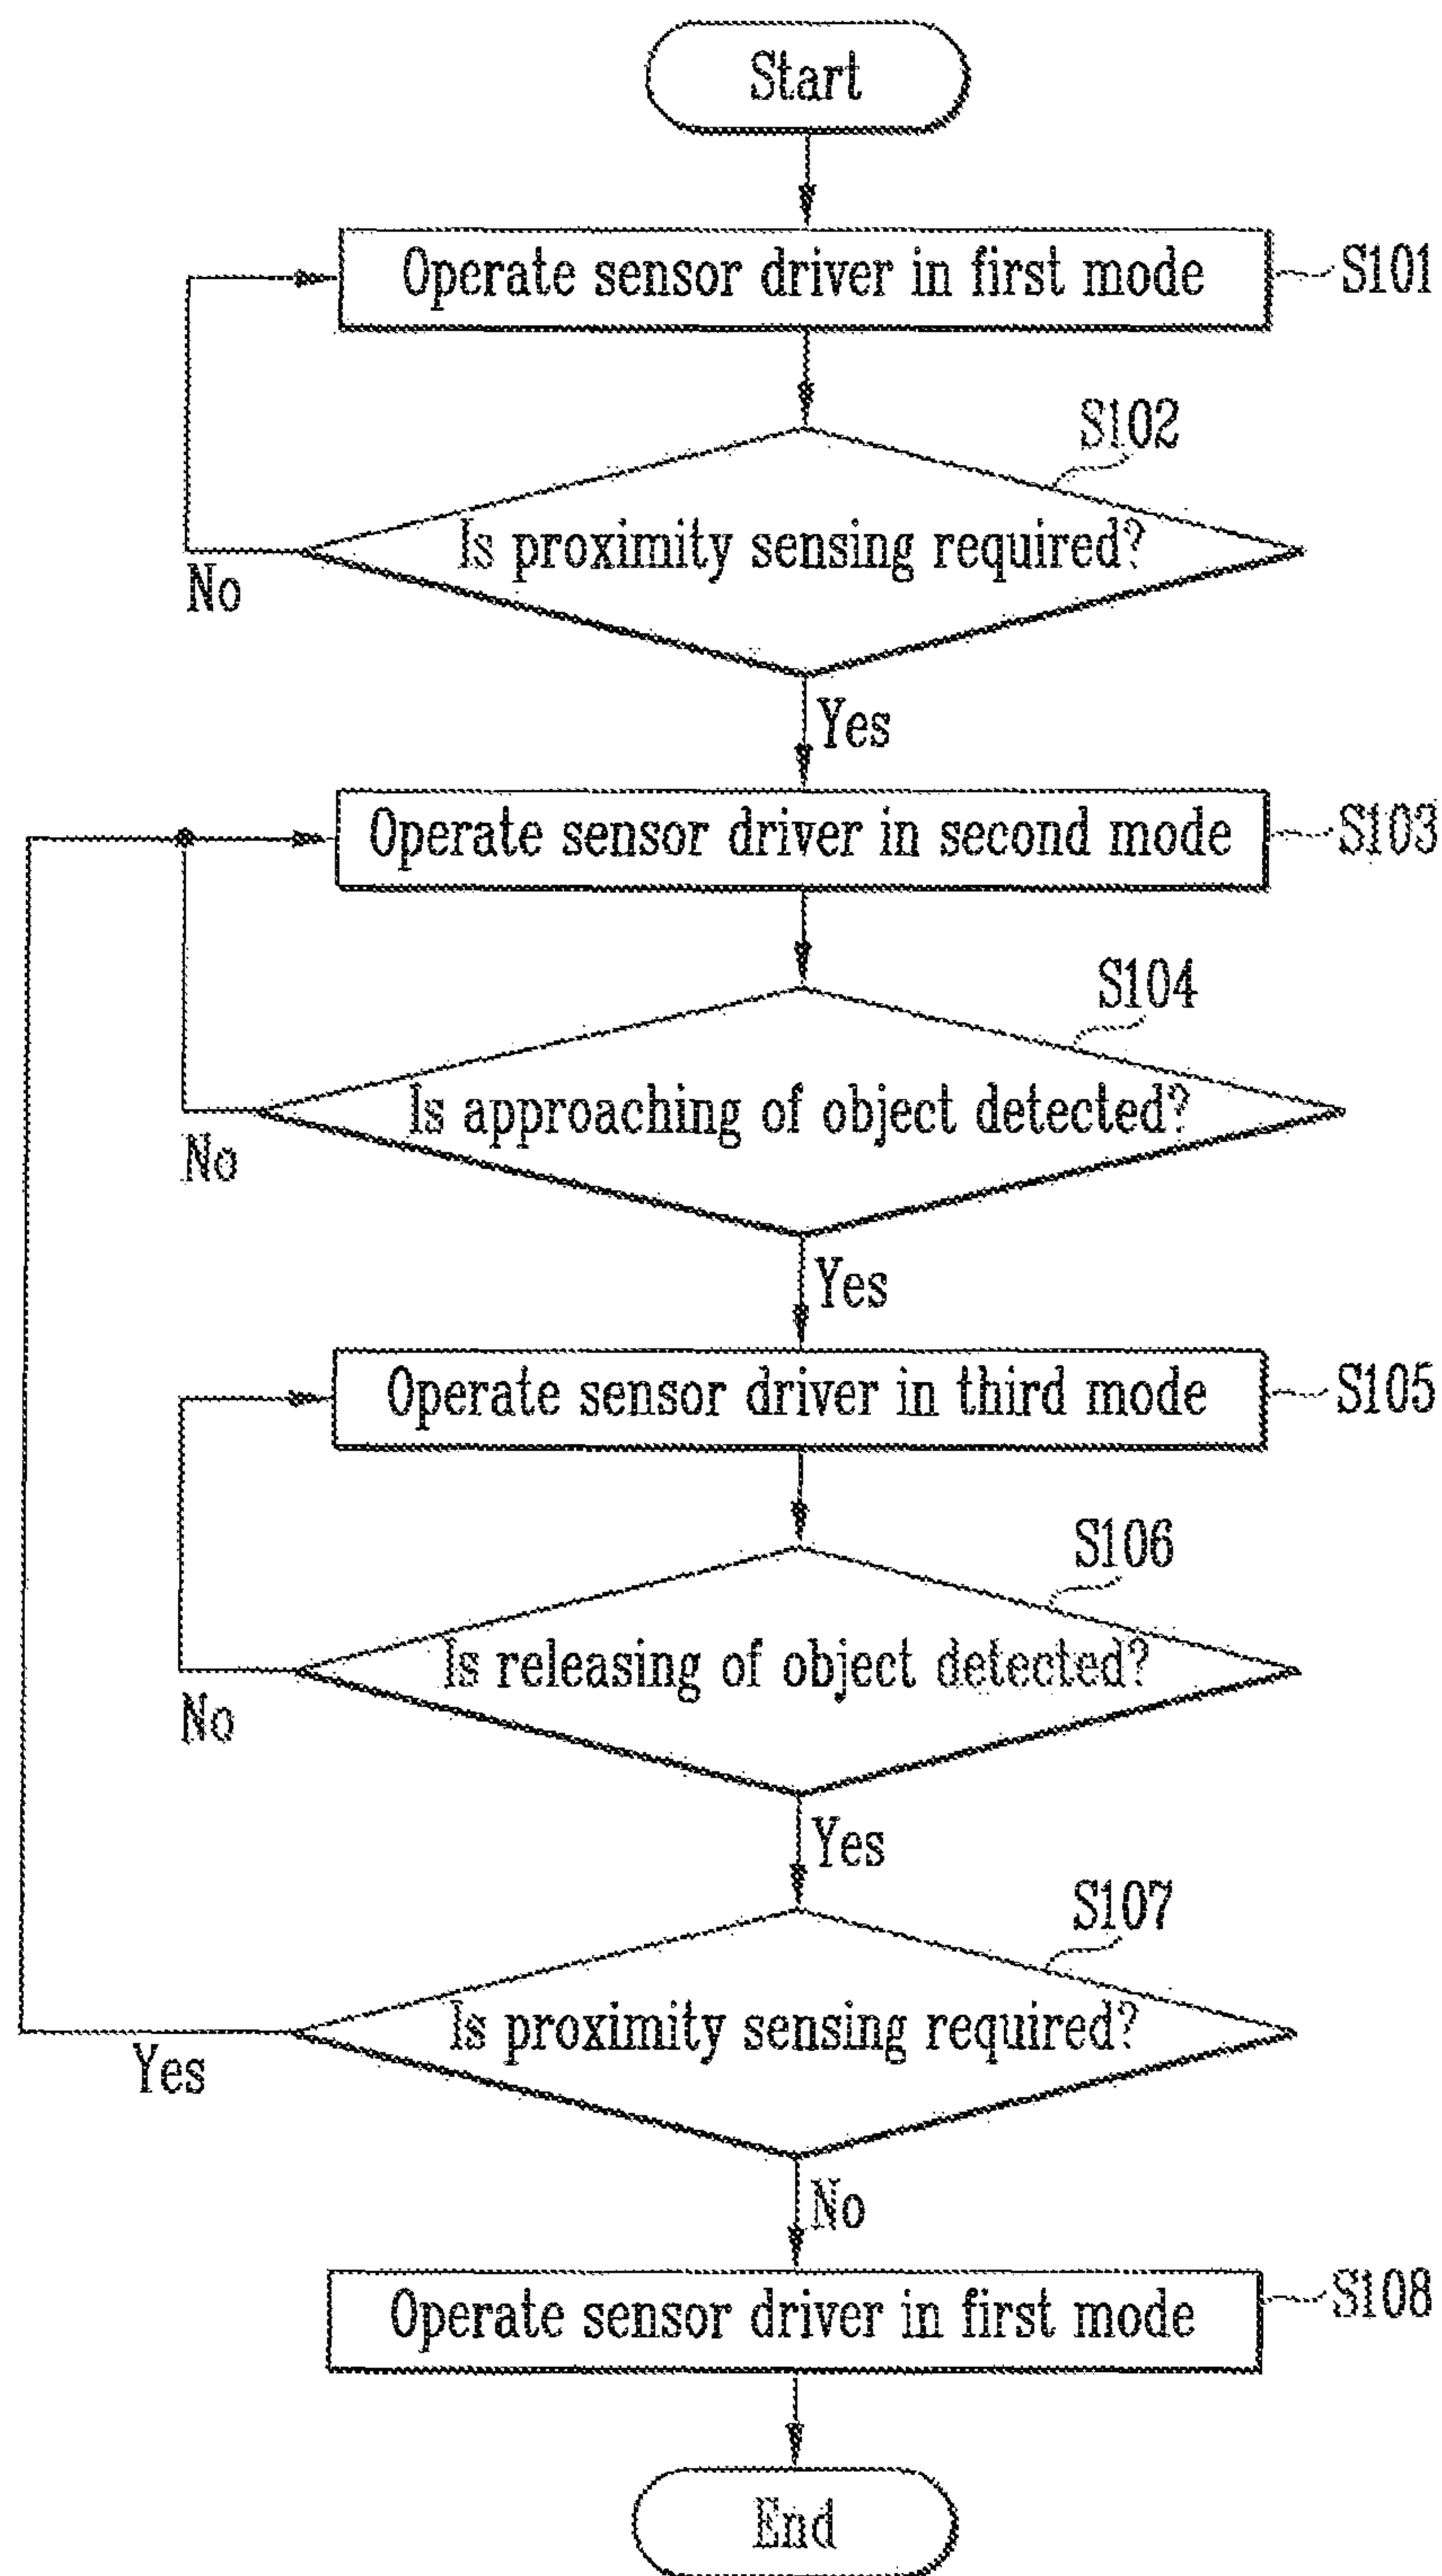 Start
Operate sensor driver in first mode
S101
S102
Is proximity sensing required?
No
Yes
Operate sensor driver in second mode
S103
S104
Is approaching of object detected?
No
Yes
Operate sensor driver in third mode
S105
S106
Is releasing of object detected?
No
Yes
S107
Is proximity sensing required?
Yes
No
Operate sensor driver in first mode
S108
End